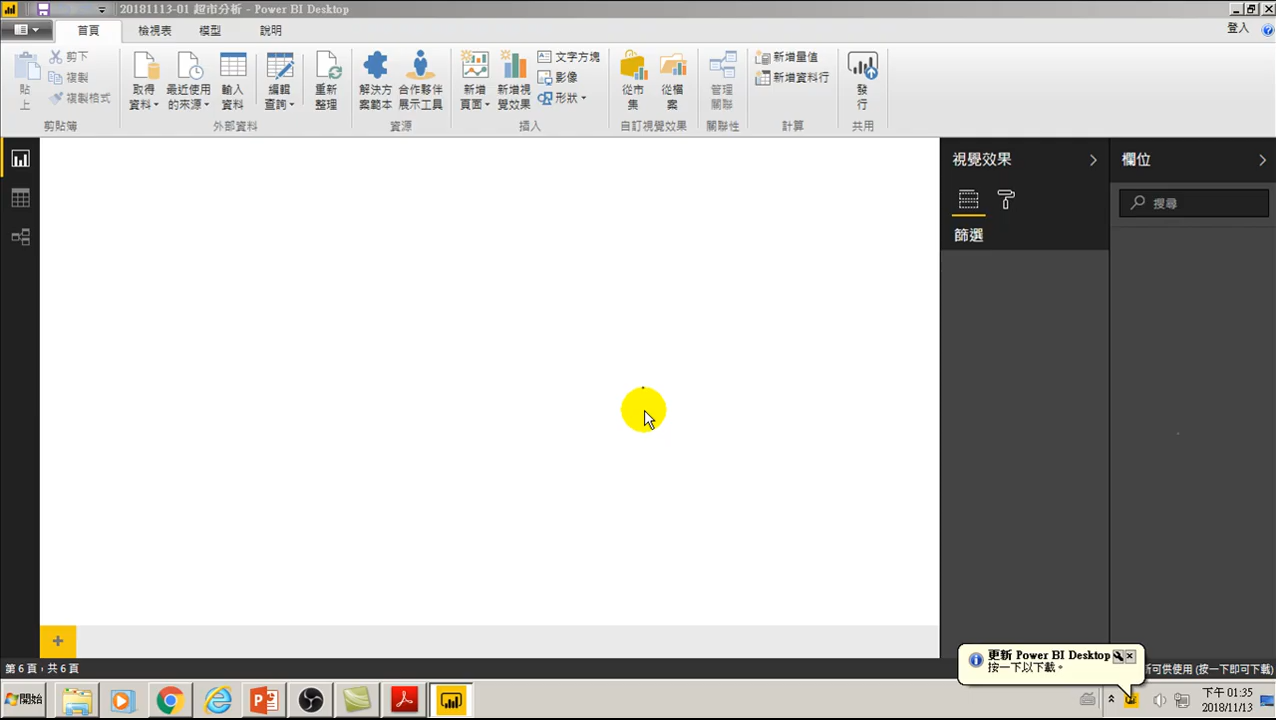 20181113-01 超市分析 - Power BI Desktop
首頁 檢視表 模型 說明 登入
貼上 剪下 複製 複製格式
取得資料 最近使用的來源 輸入資料 編輯查詢 重新整理
解決方案範本 合作夥伴展示工具
新增頁面 新增視覺效果 文字方塊 影像 形狀
從市集 從檔案 管理關聯 新增量值 新增資料行 發行
剪貼簿 外部資料 資源 插入 自訂視覺效果 關聯性 計算 共用
視覺效果 欄位
搜尋
篩選
更新 Power BI Desktop
按一下以下載。
第 6 頁，共 6 頁
可供使用 (按一下即可下載)
開始
下午 01:35
2018/11/13